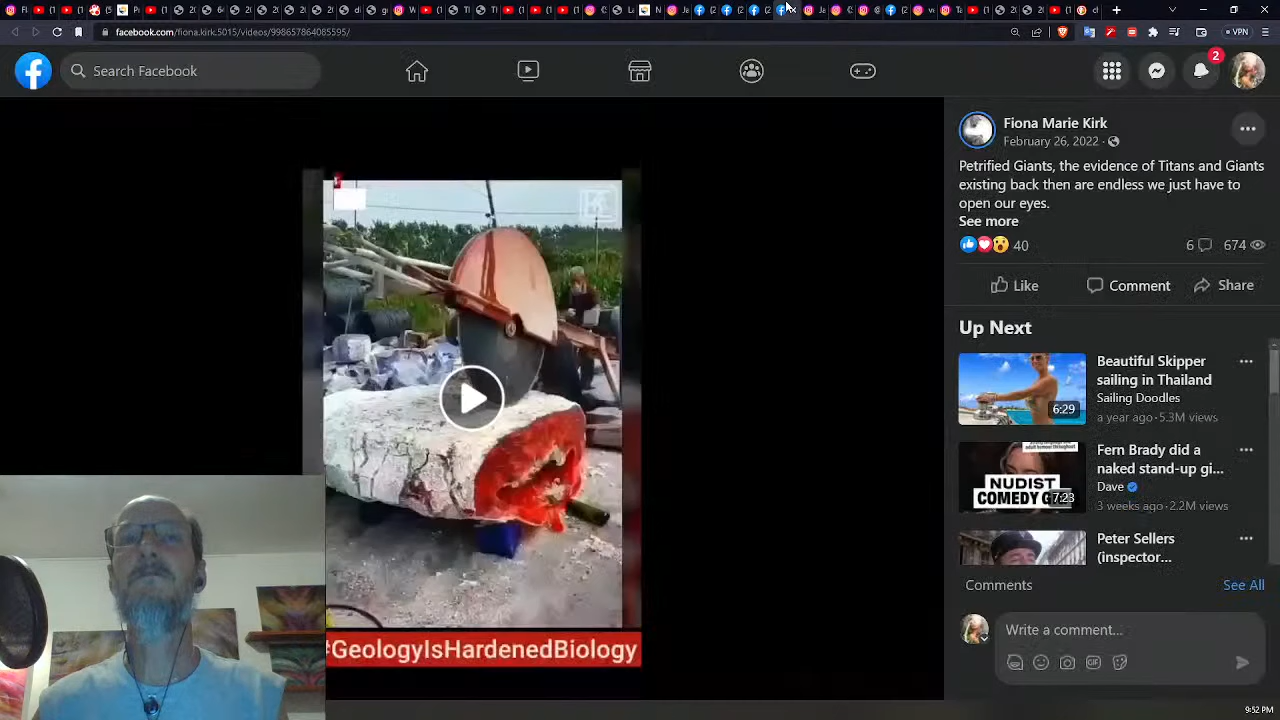 facebook.com/fiona.kirk.5015/videos/998657864085595/
VPN
Search Facebook
2
Fiona Marie Kirk
February 26, 2022 ·
Petrified Giants, the evidence of Titans and Giants
existing back then are endless we just have to
open our eyes.
See more
40
6
674
Like
Comment
Share
Up Next
Beautiful Skipper
sailing in Thailand
Sailing Doodles
a year ago · 5.3M views
6:29
Fern Brady did a
naked stand-up gi...
Dave
3 weeks ago · 2.2M views
NUDIST
COMEDY G
7:23
Peter Sellers
(inspector...
Comments
See All
Write a comment...
GIF
#GeologyIsHardenedBiology
9:52 PM